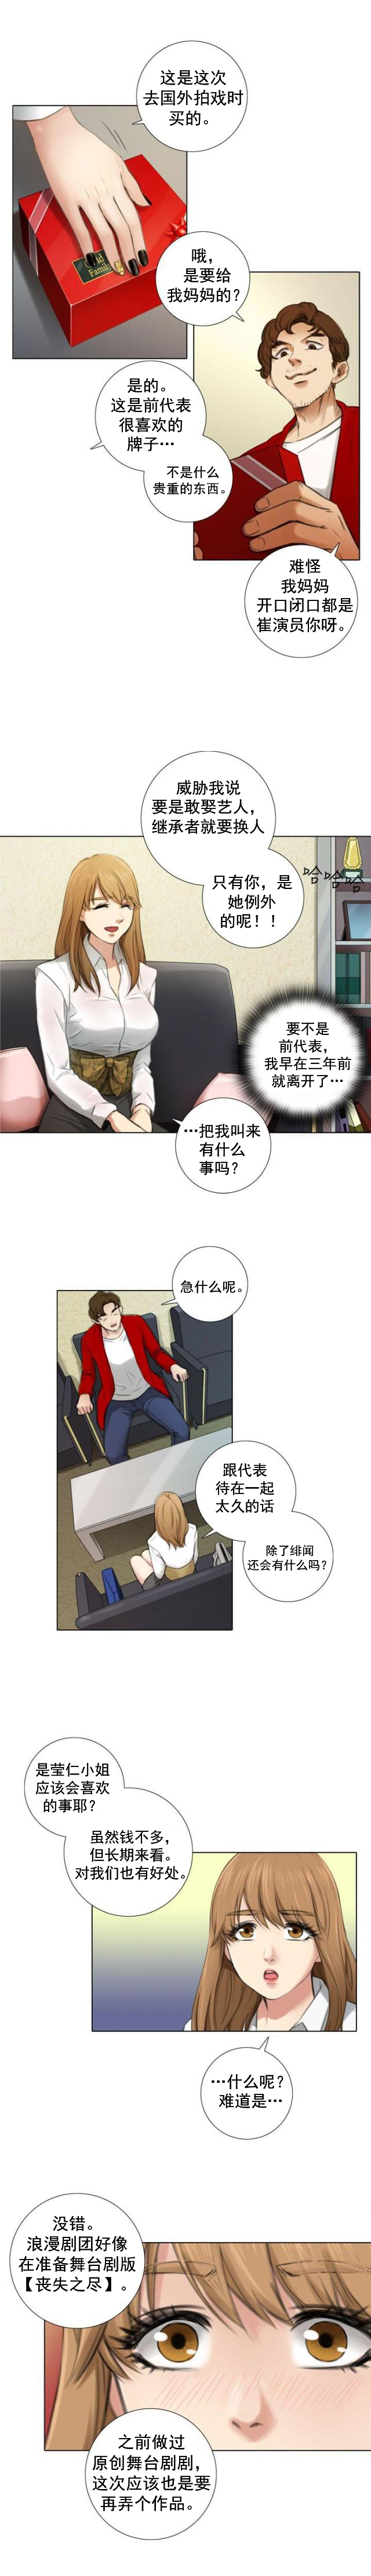 这是这次
去国外拍戏时
买的。
Gold
Family
哦,
是要给
我妈妈的?
是的。
这是前代表
很喜欢的
牌子…
不是什么
贵重的东西。
难怪
我妈妈
开口闭口都是
崔演员你呀。
威胁我说
要是敢娶艺人,
继承者就要换人
只有你，是
她例外
的呢！！
哈哈哈
要不是
前代表,
我早在三年前
就离开了…
…把我叫来
有什么
事吗?
急什么呢。
跟代表
待在一起
太久的话
除了绯闻
还会有什么吗?
是莹仁小姐
应该会喜欢
的事耶?
虽然钱不多,
但长期来看。
对我们也有好处。
…什么呢?
难道是…
没错。
浪漫剧团好像
在准备舞台剧版
【丧失之尽】。
之前做过
原创舞台剧剧,
这次应该也是要
再弄个作品。